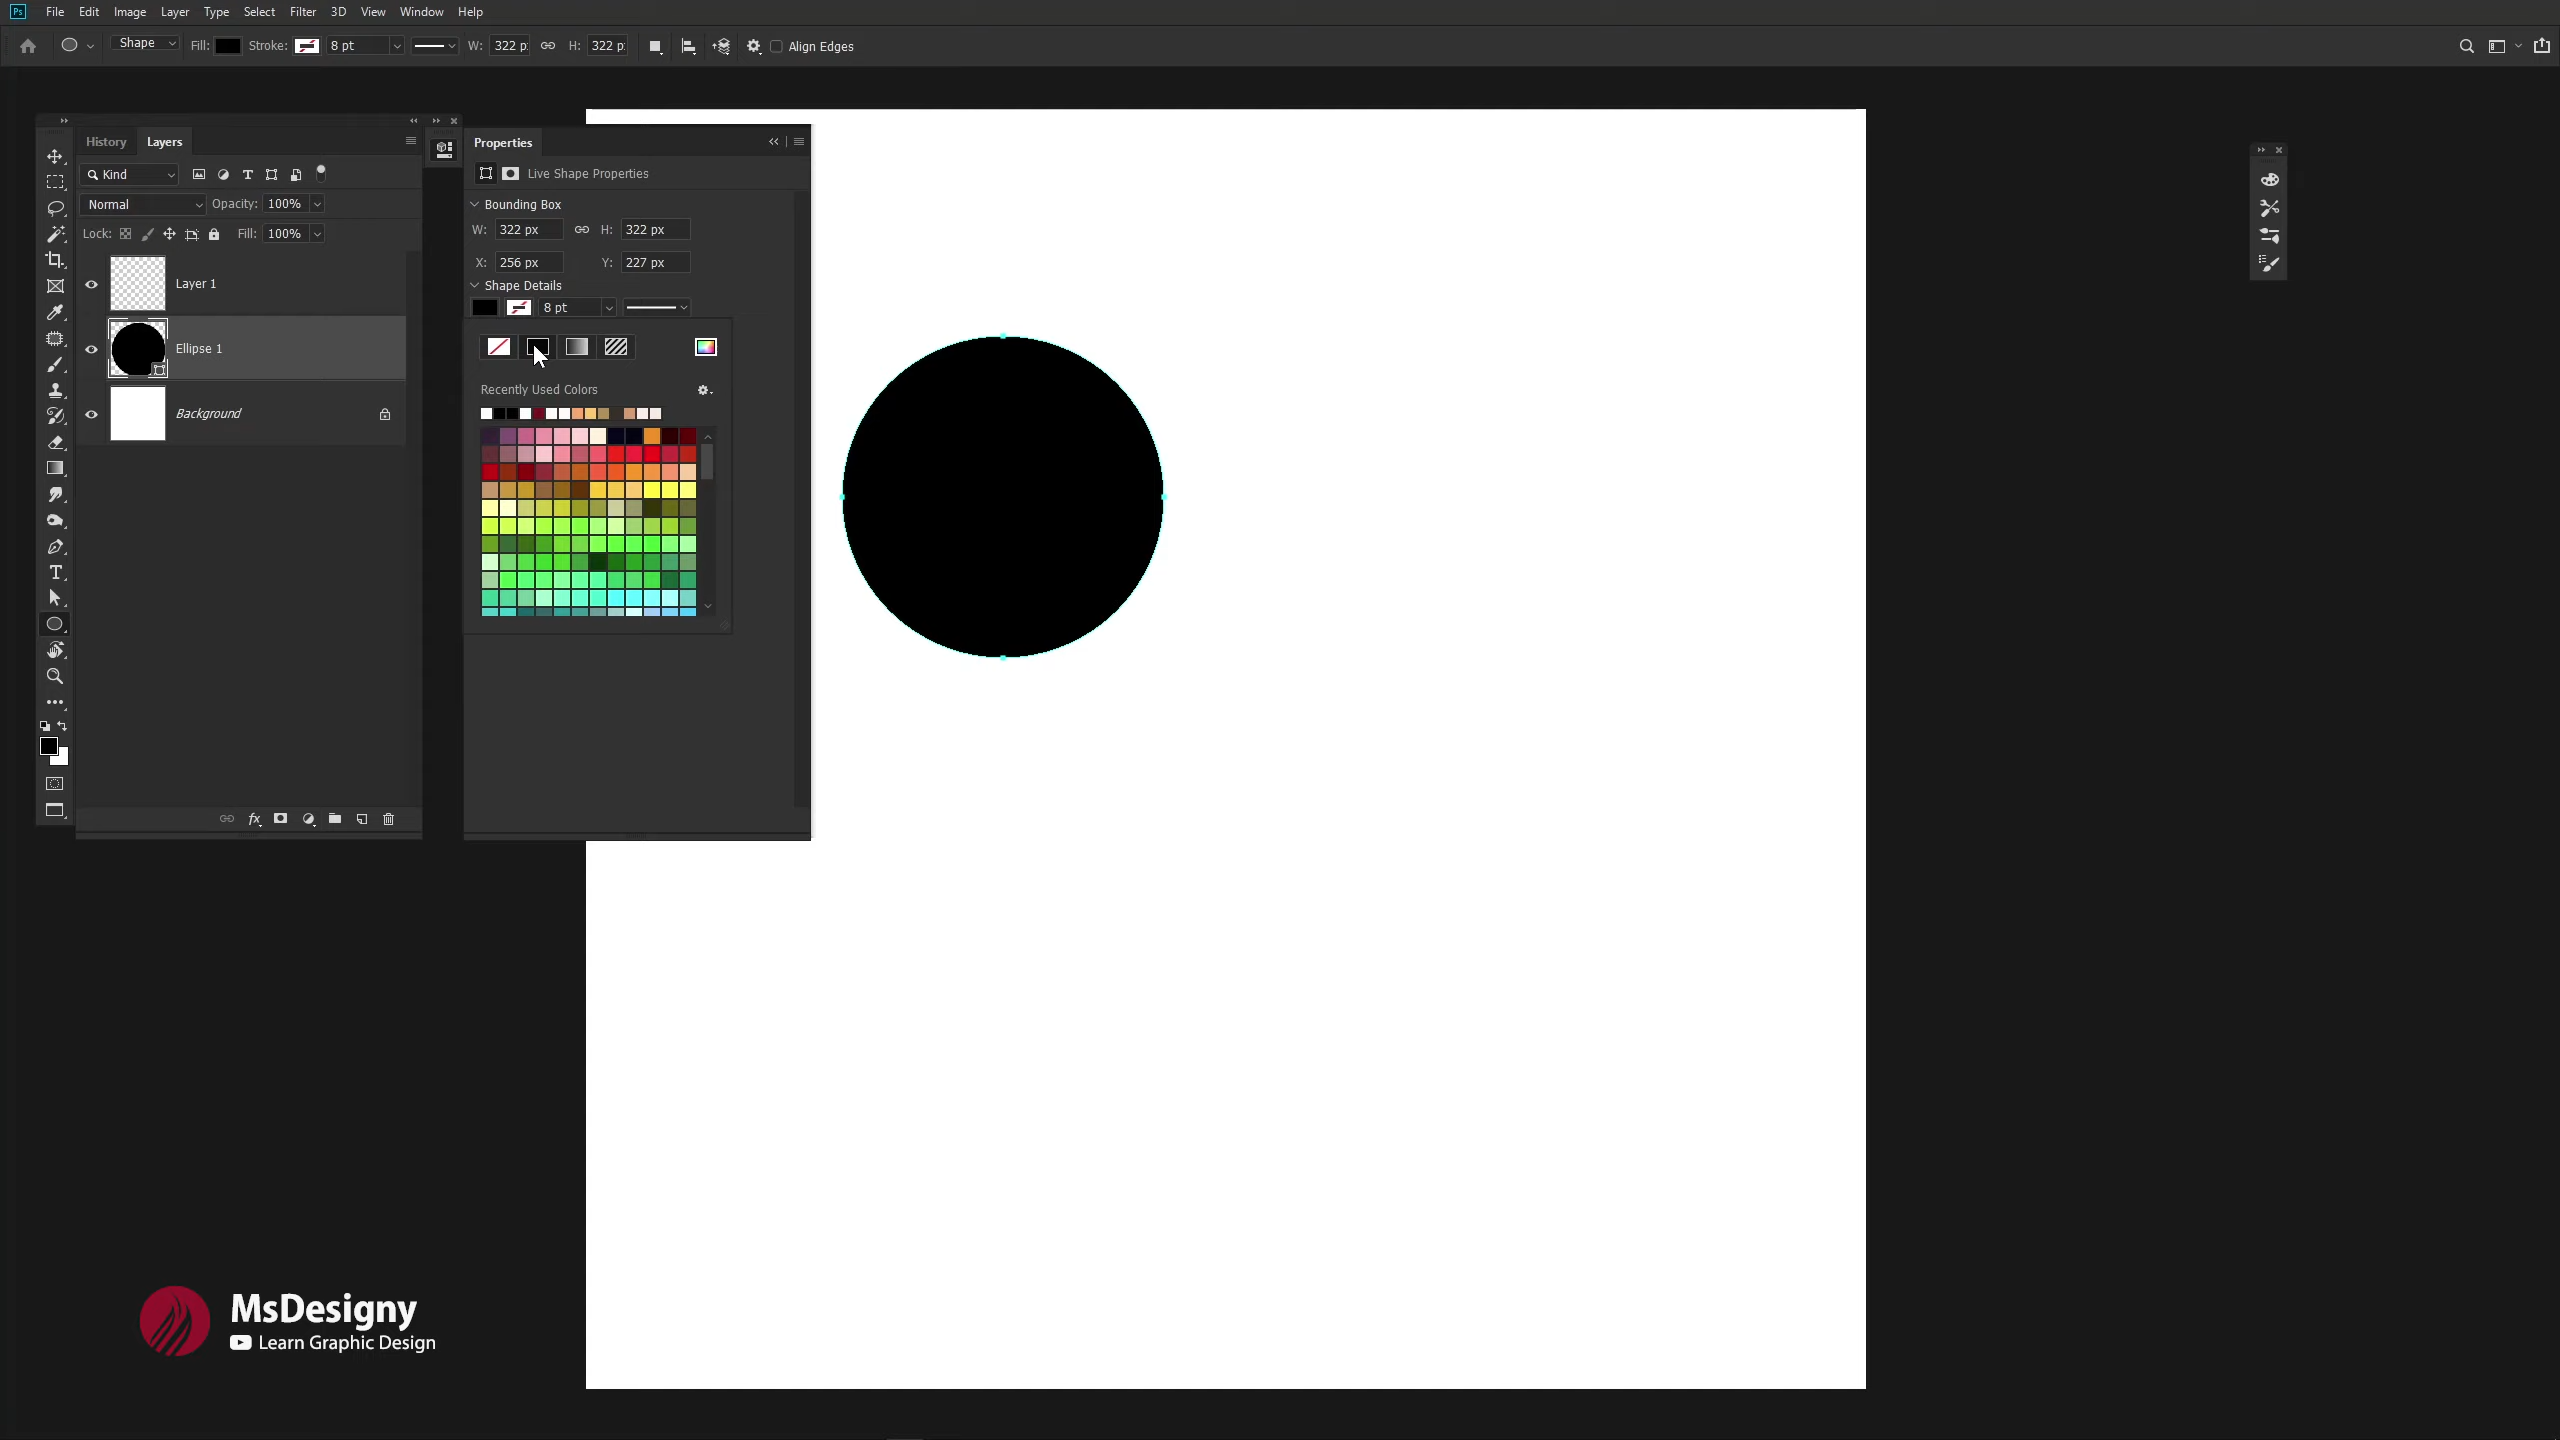 Ps File Edit Image Layer Type Select Filter 3D View Window Help
Shape Fill: Stroke: 8 pt W: 322 p H: 322 p Align Edges
History Layers
Kind
Normal Opacity: 100%
Lock: Fill: 100%
Layer 1
Ellipse 1
Background
Properties
Live Shape Properties
Bounding Box
W: 322 px H: 322 px
X: 256 px Y: 227 px
Shape Details
8 pt
Recently Used Colors
MsDesigny
Learn Graphic Design